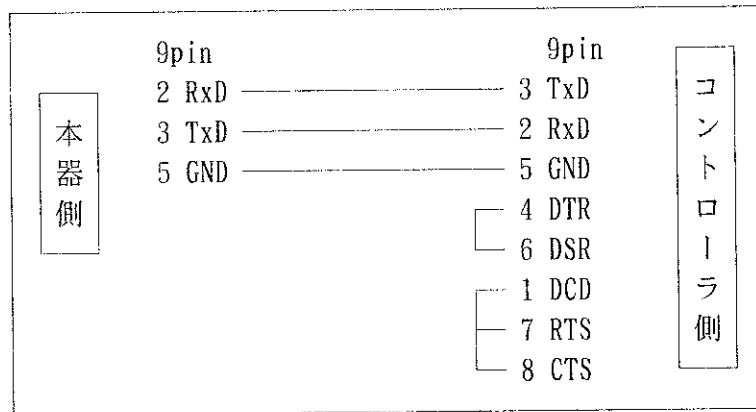 9pin 9pin
本器側
2 RxD 3 TxD
3 TxD 2 RxD
5 GND 5 GND
4 DTR
6 DSR
1 DCD
7 RTS
8 CTS
コントローラ側